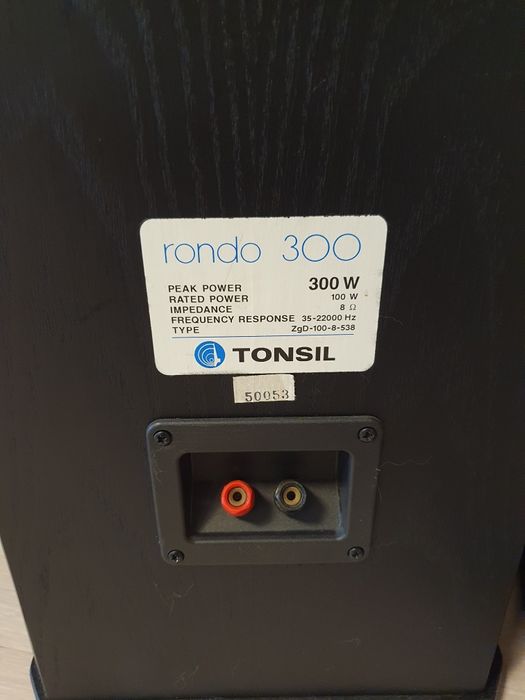 rondo 300
PEAK POWER 300 W
RATED POWER 100 W
IMPEDANCE 8 Ω
FREQUENCY RESPONSE 35-22000 Hz
TYPE ZgD-100-8-538
TONSIL
50053